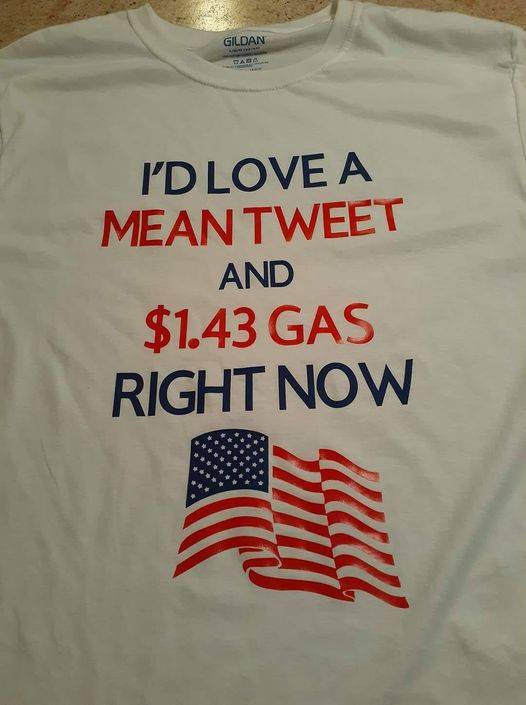 GILDAN
I'D LOVE A
MEAN TWEET
AND
$1.43 GAS
RIGHT NOW